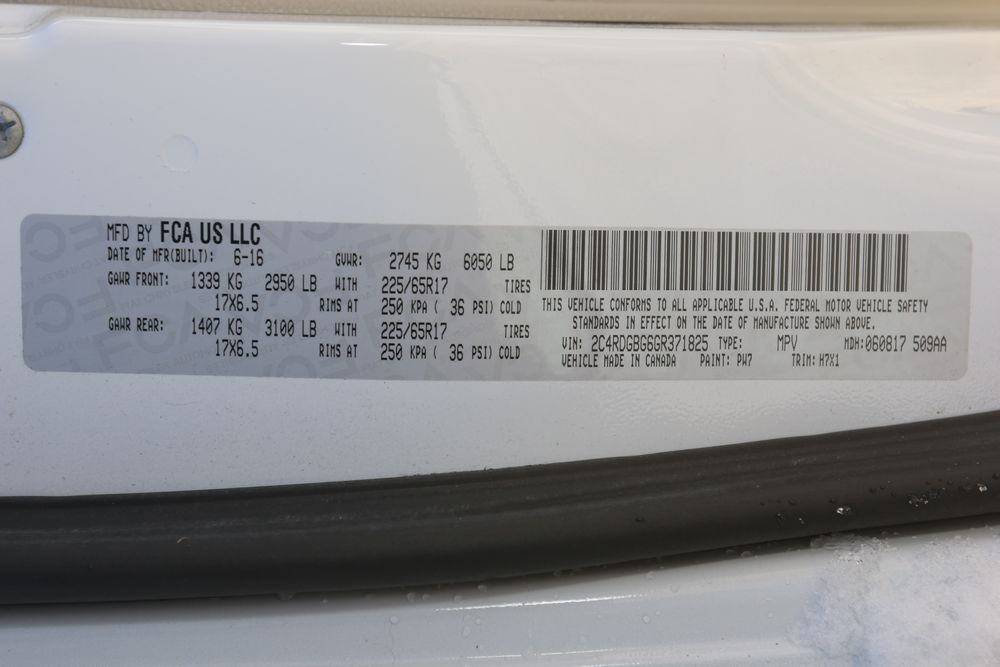 MFD BY FCA US LLC
DATE OF MFR(BUILT): 6-16 GVWR: 2745 KG 6050 LB
GAWR FRONT: 1339 KG 2950 LB WITH 225/65R17 TIRES
17X6.5 RIMS AT 250 KPA ( 36 PSI) COLD
GAWR REAR: 1407 KG 3100 LB WITH 225/65R17 TIRES
17X6.5 RIMS AT 250 KPA ( 36 PSI) COLD
THIS VEHICLE CONFORMS TO ALL APPLICABLE U.S.A. FEDERAL MOTOR VEHICLE SAFETY
STANDARDS IN EFFECT ON THE DATE OF MANUFACTURE SHOWN ABOVE.
VIN: 2C4RDGBG6GR371825 TYPE: MPV MDH:060817 509AA
VEHICLE MADE IN CANADA PAINT: PW7 TRIM: H7X1